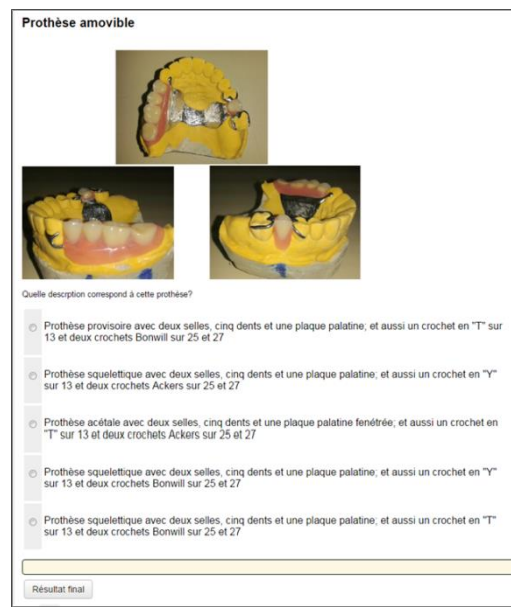 Prothèse amovible
Quelle descrption correspond à cette prothèse?
Prothèse provisoire avec deux selles, cinq dents et une plaque palatine; et aussi un crochet en "T" sur
13 et deux crochets Bonwill sur 25 et 27
Prothèse squelettique avec deux selles, cinq dents et une plaque palatine; et aussi un crochet en "Y"
sur 13 et deux crochets Ackers sur 25 et 27
Prothèse acétale avec deux selles, cinq dents et une plaque palatine fenêtrée; et aussi un crochet en
"T" sur 13 et deux crochets Ackers sur 25 et 27
Prothèse squelettique avec deux selles, cinq dents et une plaque palatine; et aussi un crochet en "Y"
sur 13 et deux crochets Bonwill sur 25 et 27
Prothèse squelettique avec deux selles, cinq dents et une plaque palatine; et aussi un crochet en "T"
sur 13 et deux crochets Bonwill sur 25 et 27
Résultat final